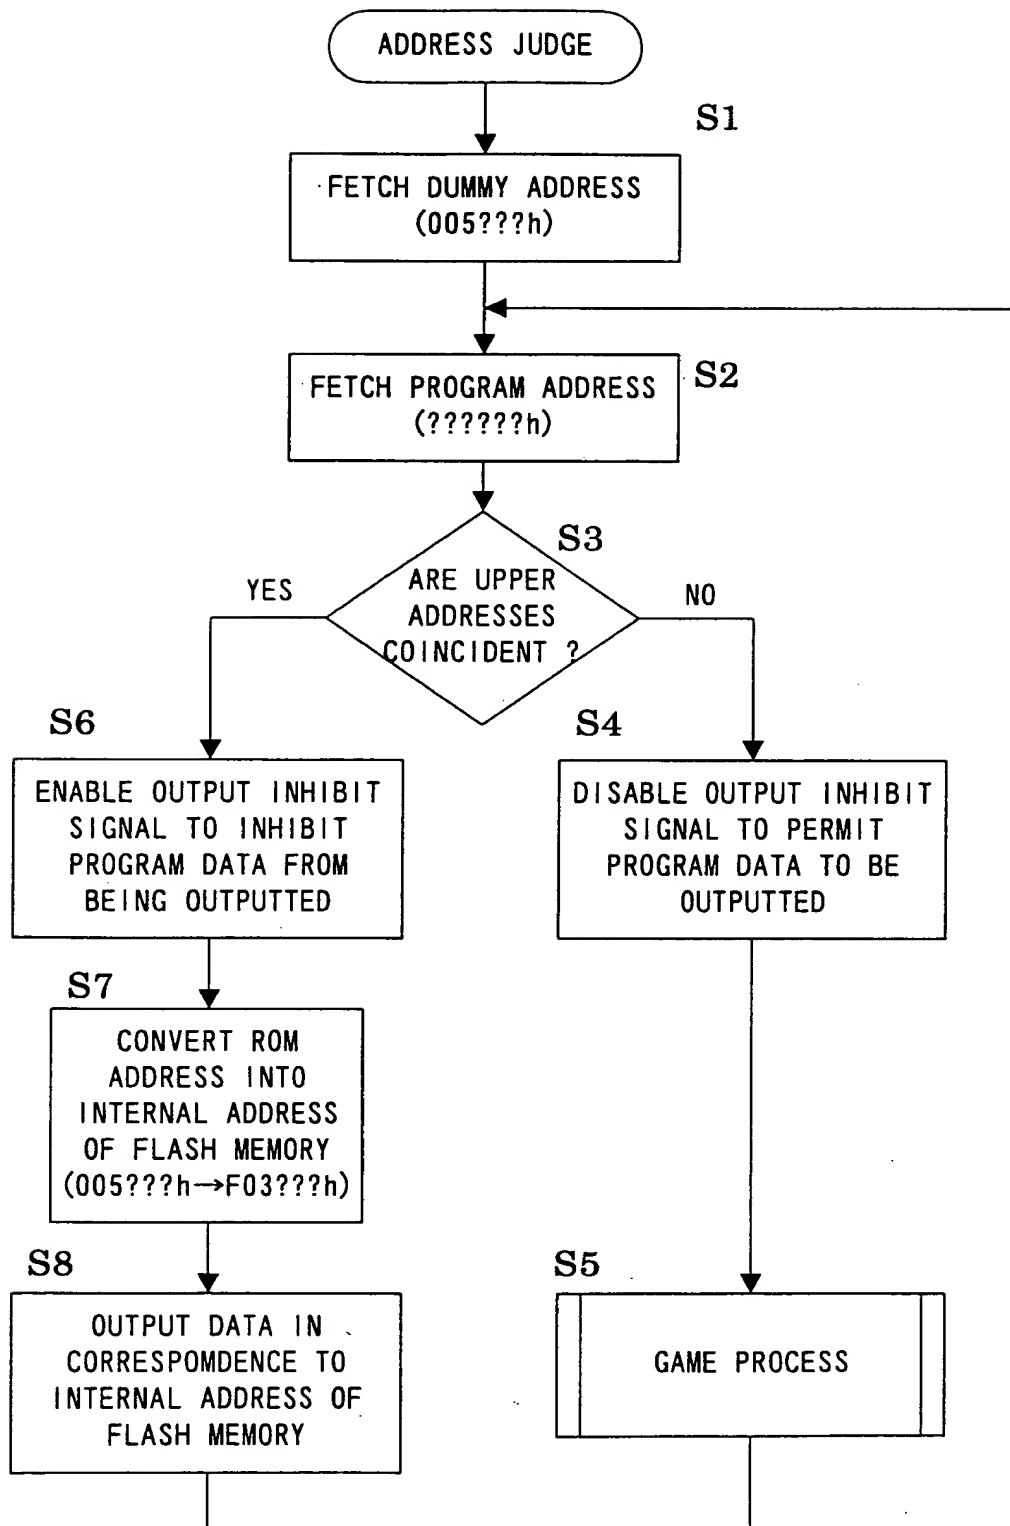 ADDRESS JUDGE
S1
FETCH DUMMY ADDRESS
(005???h)
S2
FETCH PROGRAM ADDRESS
(??????h)
S3
ARE UPPER
ADDRESSES
COINCIDENT ?
YES
NO
S6
ENABLE OUTPUT INHIBIT
SIGNAL TO INHIBIT
PROGRAM DATA FROM
BEING OUTPUTTED
S4
DISABLE OUTPUT INHIBIT
SIGNAL TO PERMIT
PROGRAM DATA TO BE
OUTPUTTED
S7
CONVERT ROM
ADDRESS INTO
INTERNAL ADDRESS
OF FLASH MEMORY
(005???h→F03???h)
S8
OUTPUT DATA IN
CORRESPOMDENCE TO
INTERNAL ADDRESS OF
FLASH MEMORY
S5
GAME PROCESS